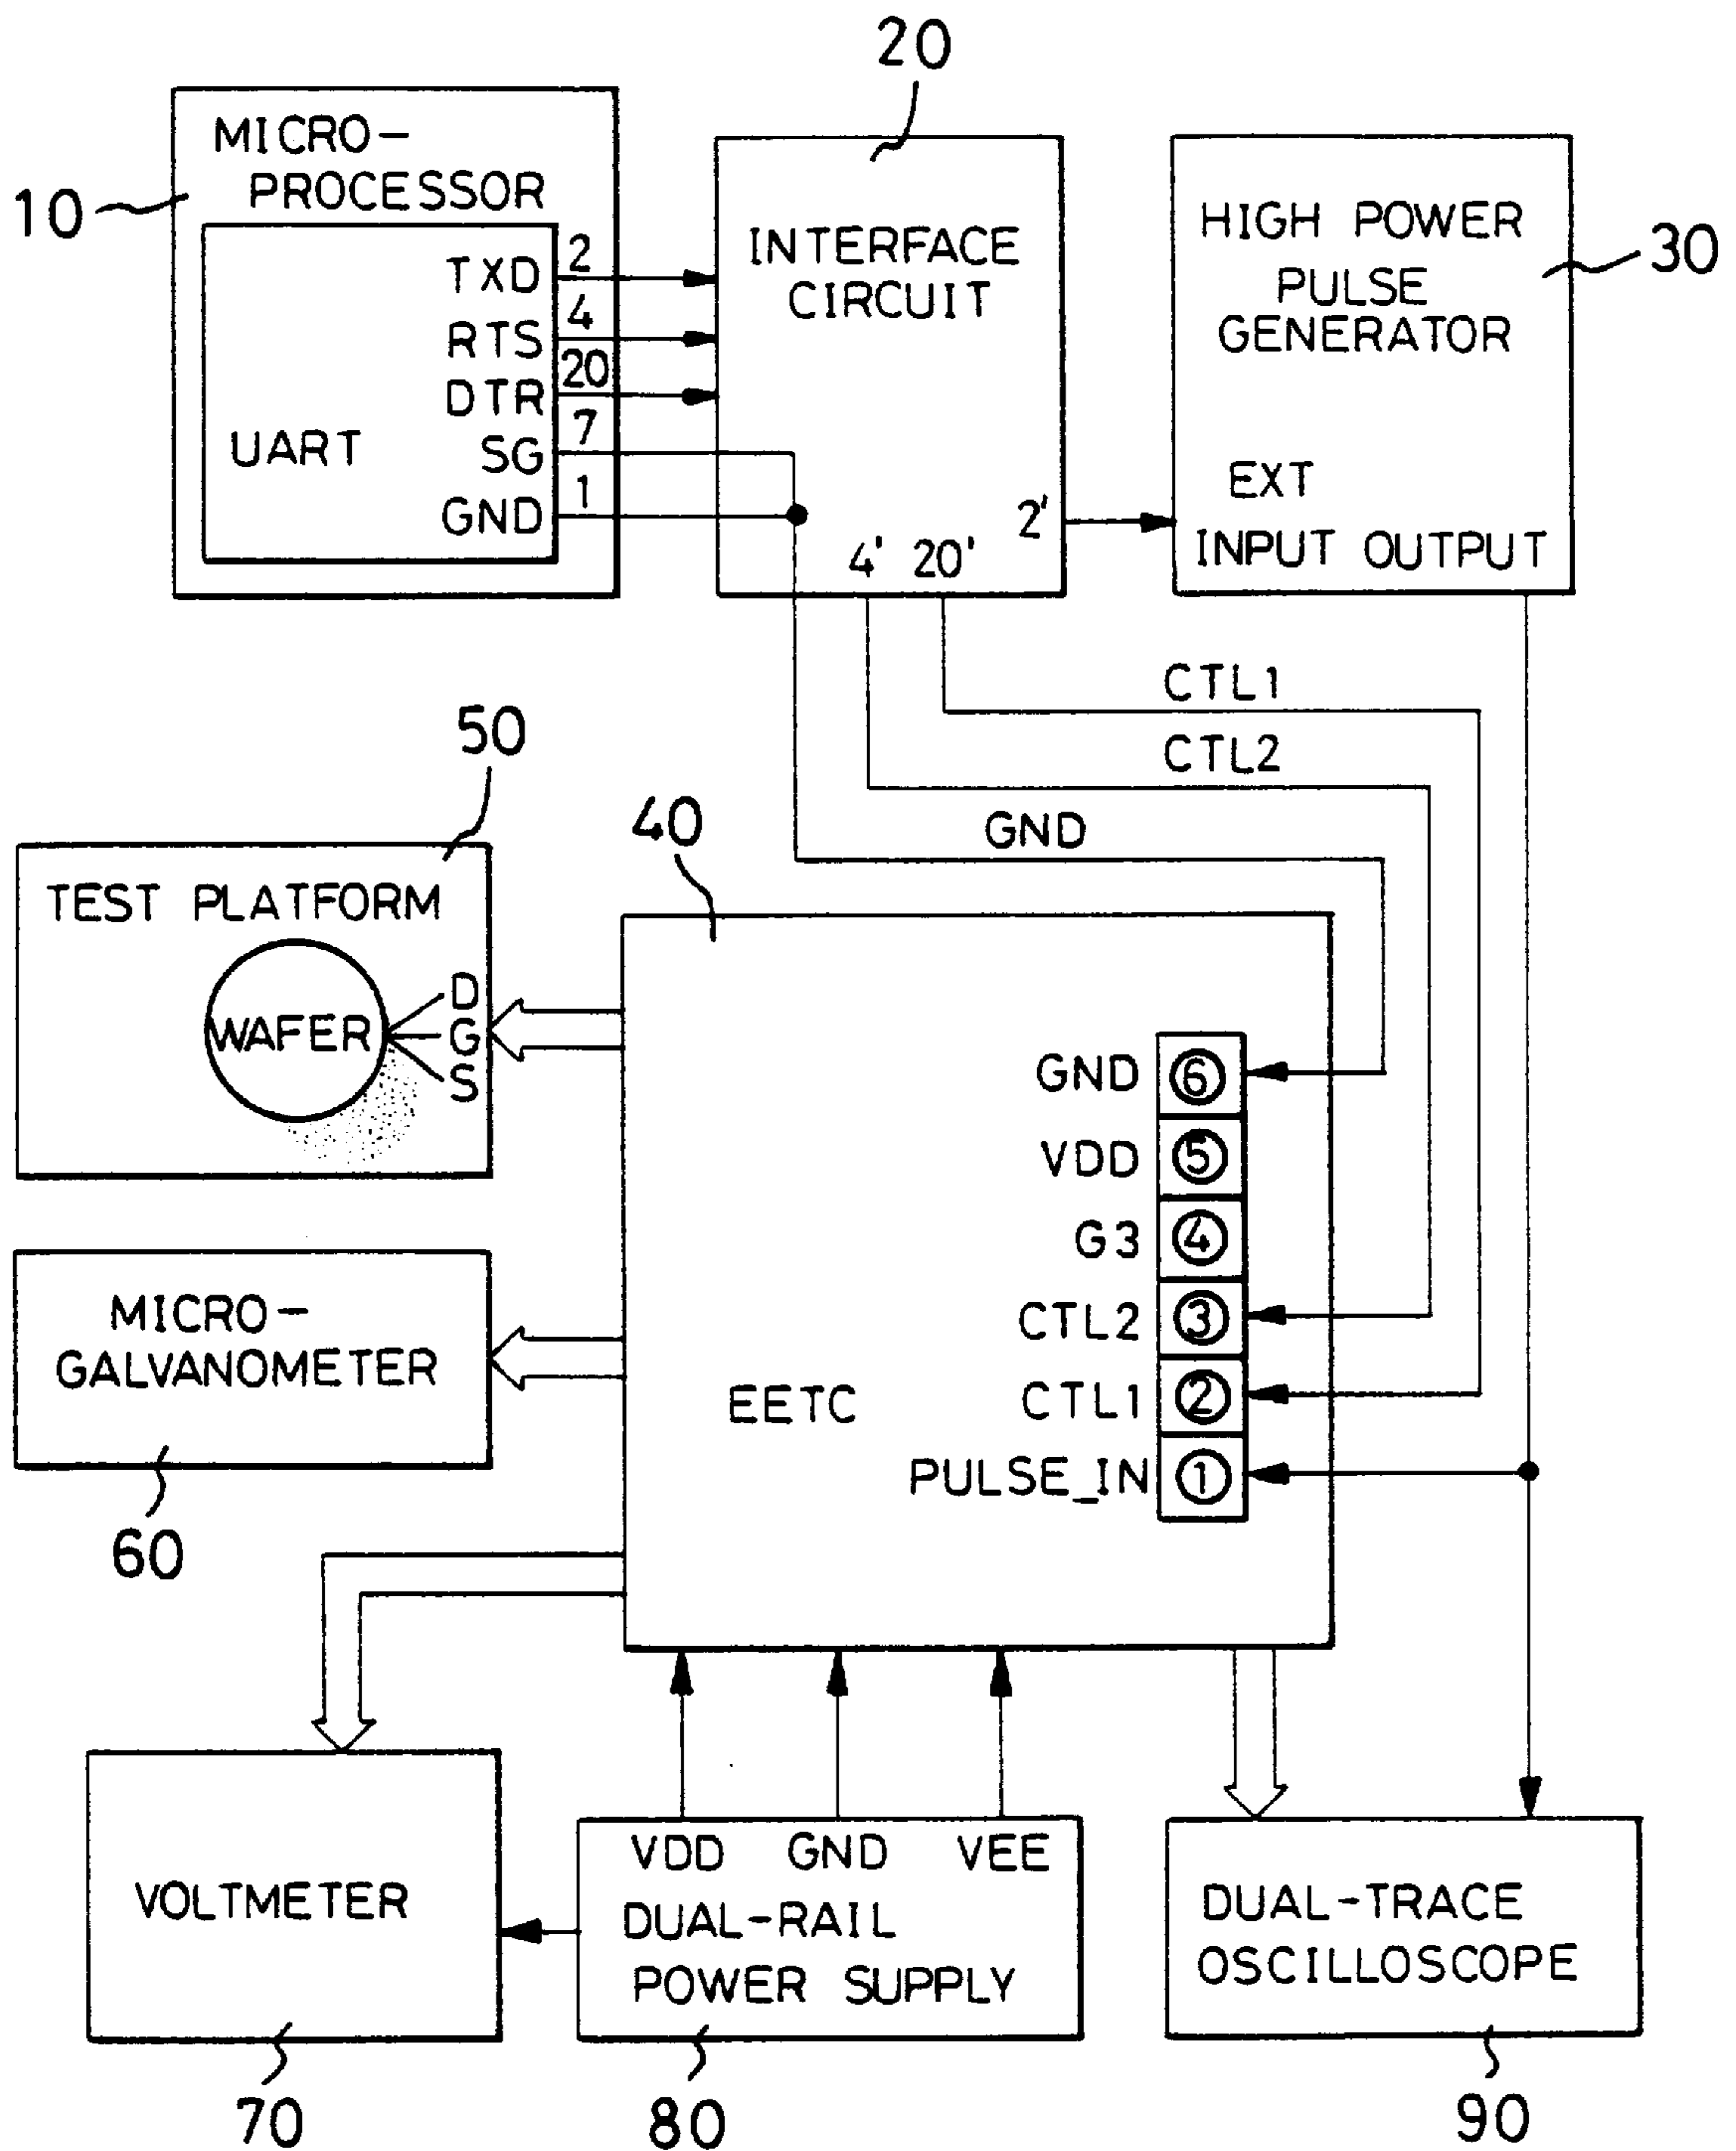 20
MICRO-
PROCESSOR
10
TXD 2
RTS 4
DTR 20
SG 7
GND 1
UART
INTERFACE
CIRCUIT
2'
4' 20'
HIGH POWER
PULSE
GENERATOR
30
EXT
INPUT OUTPUT
CTL1
CTL2
GND
50
TEST PLATFORM
WAFER
D
G
S
40
GND 6
VDD 5
G3 4
CTL2 3
CTL1 2
PULSE_IN 1
EETC
MICRO-
GALVANOMETER
60
VOLTMETER
70
VDD GND VEE
DUAL-RAIL
POWER SUPPLY
80
DUAL-TRACE
OSCILLOSCOPE
90